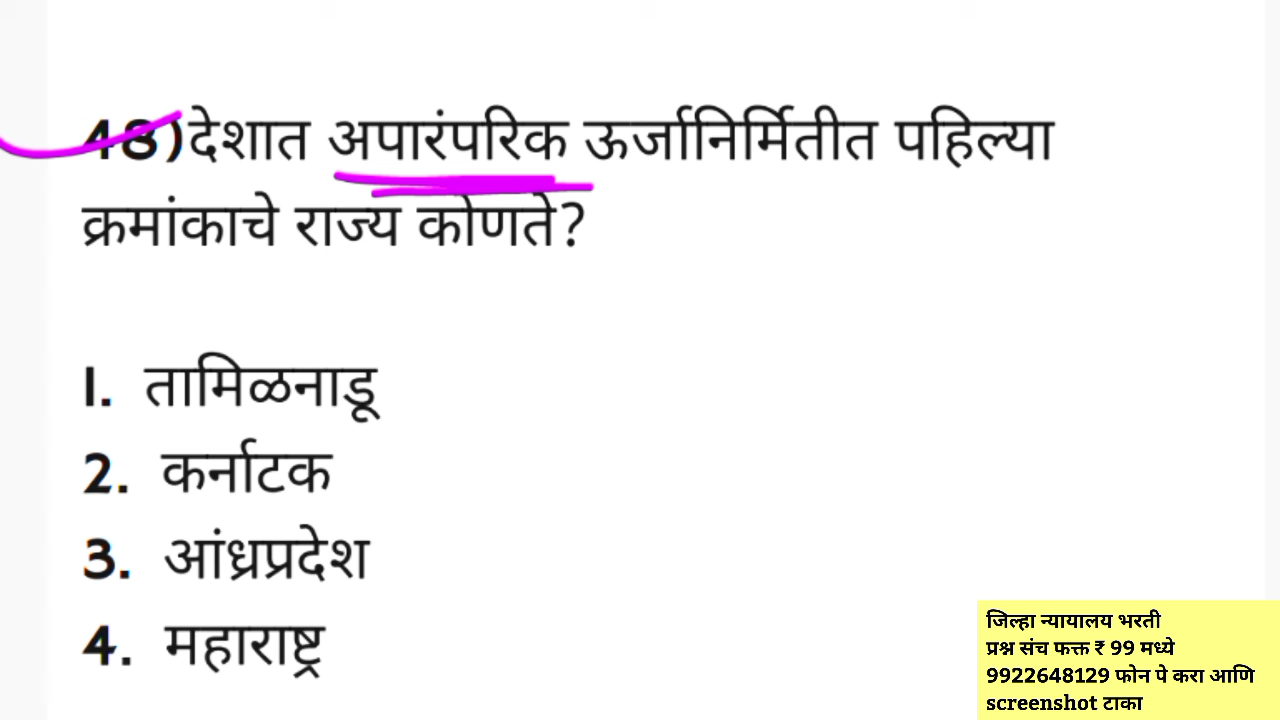 48)देशात अपारंपरिक ऊर्जानिर्मितीत पहिल्या
क्रमांकाचे राज्य कोणते?
1. तामिळनाडू
2. कर्नाटक
3. आंध्रप्रदेश
4. महाराष्ट्र
जिल्हा न्यायालय भरती
प्रश्न संच फक्त ₹ 99 मध्ये
9922648129 फोन पे करा आणि
screenshot टाका